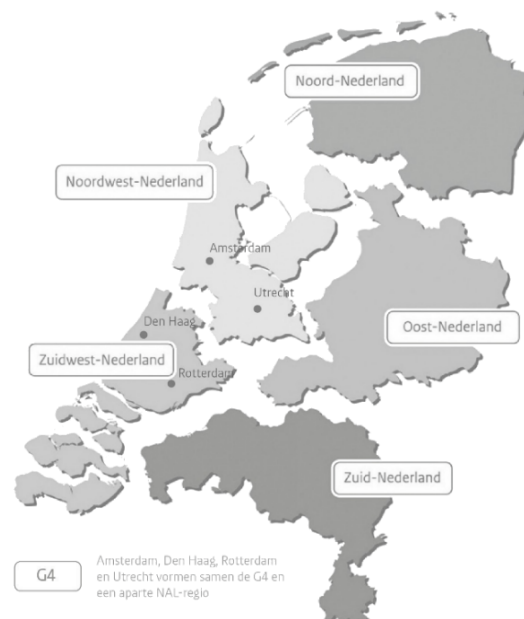 Noord-Nederland
Noordwest-Nederland
Amsterdam
Utrecht
Den Haag
Oost-Nederland
Zuidwest-Nederland
Rotterdam
Zuid-Nederland
G4
Amsterdam, Den Haag, Rotterdam
en Utrecht vormen samen de G4 en
een aparte NAL-regio